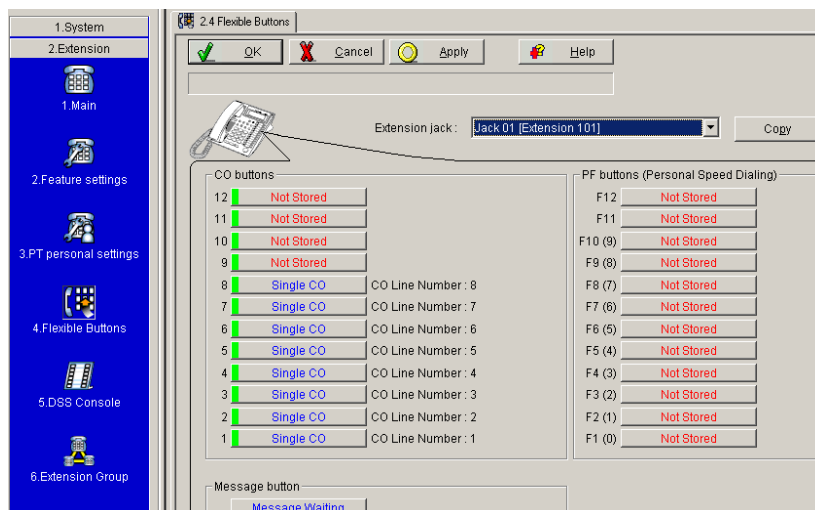 1.System
2.Extension
1.Main
2.Feature settings
3.PT personal settings
4.Flexible Buttons
5.DSS Console
6.Extension Group
2.4 Flexible Buttons
OK Cancel Apply Help
Extension jack : Jack 01 [Extension 101] Copy
CO buttons
12 Not Stored
11 Not Stored
10 Not Stored
9 Not Stored
8 Single CO CO Line Number : 8
7 Single CO CO Line Number : 7
6 Single CO CO Line Number : 6
5 Single CO CO Line Number : 5
4 Single CO CO Line Number : 4
3 Single CO CO Line Number : 3
2 Single CO CO Line Number : 2
1 Single CO CO Line Number : 1
PF buttons (Personal Speed Dialing)
F12 Not Stored
F11 Not Stored
F10 (9) Not Stored
F9 (8) Not Stored
F8 (7) Not Stored
F7 (6) Not Stored
F6 (5) Not Stored
F5 (4) Not Stored
F4 (3) Not Stored
F3 (2) Not Stored
F2 (1) Not Stored
F1 (0) Not Stored
Message button
Message Waiting